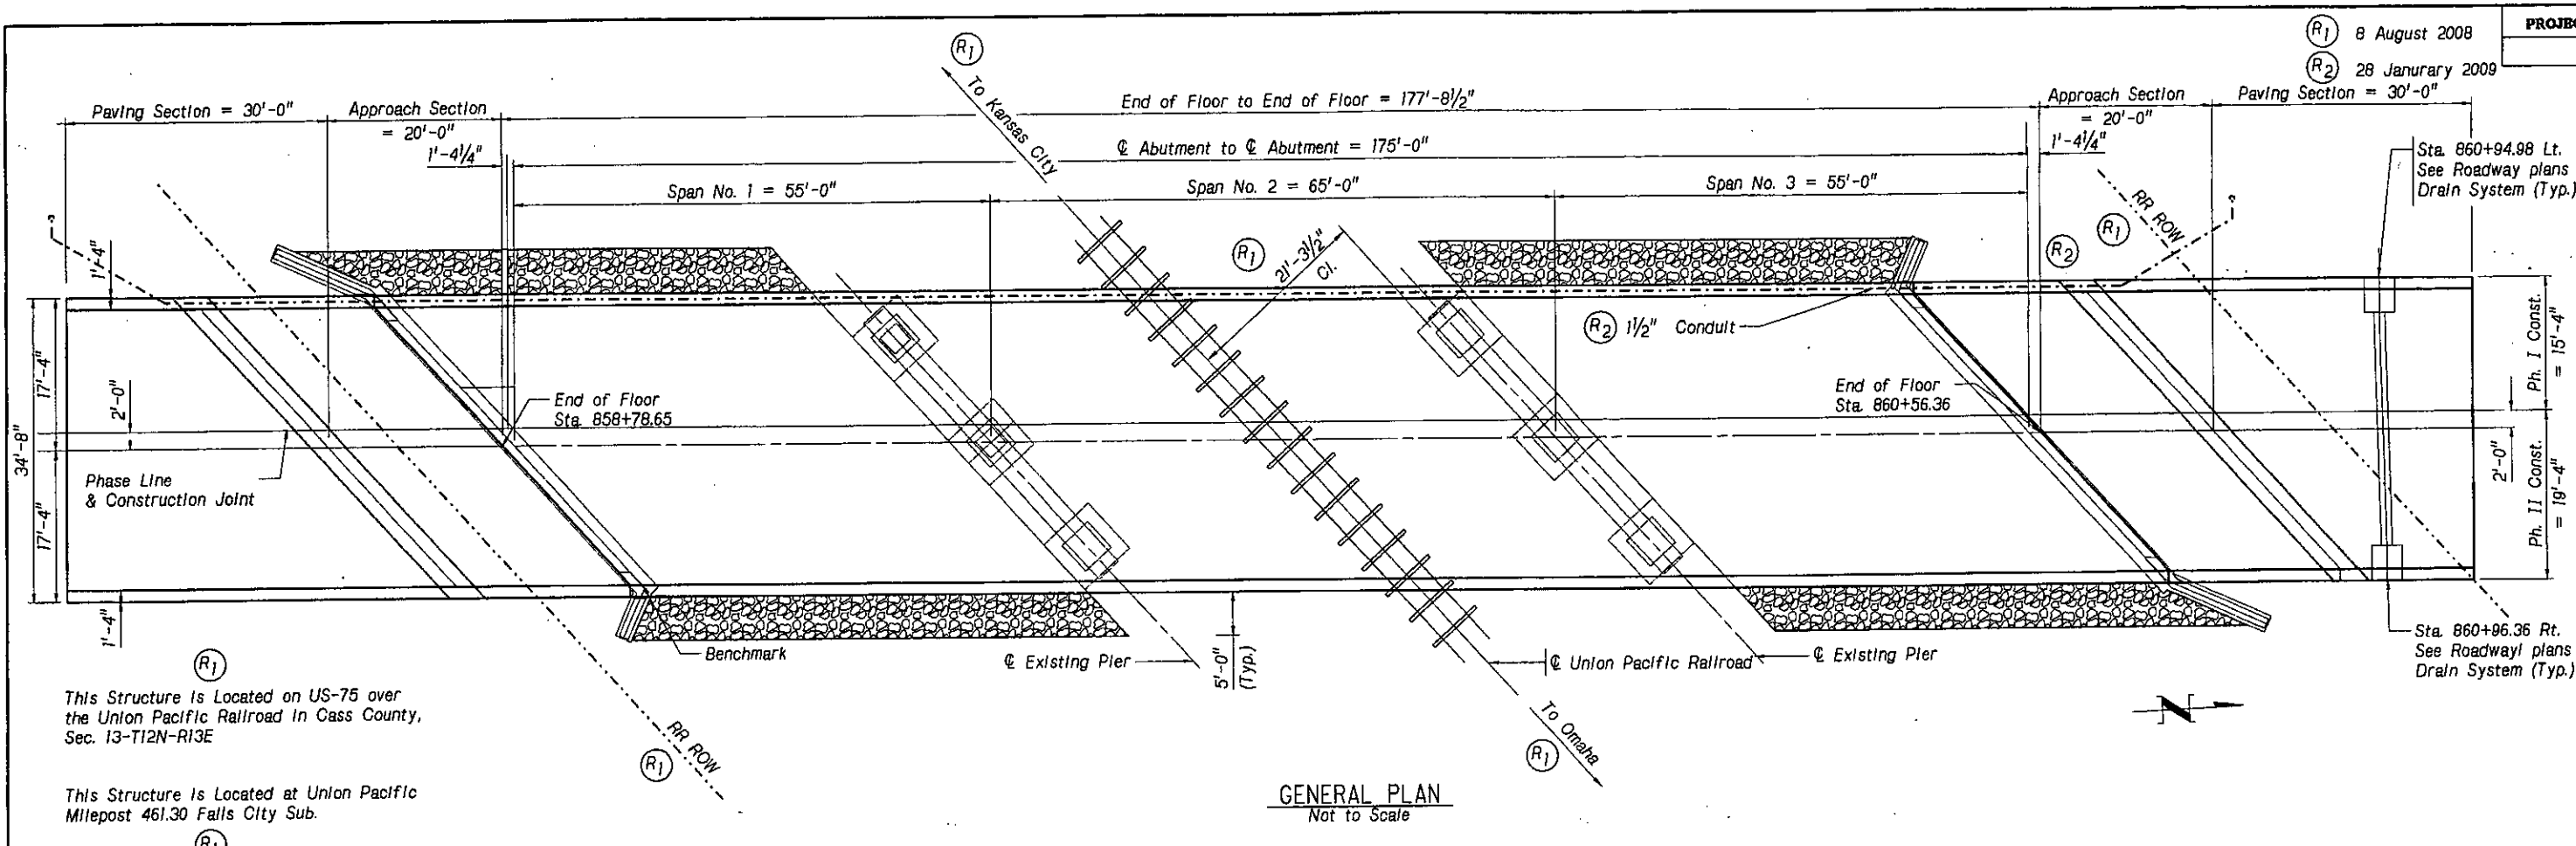 R1 8 August 2008
PROJEC
R2 28 Janurary 2009
R1
To Kansas City
Paving Section = 30'-0"
Approach Section
= 20'-0"
End of Floor to End of Floor = 177'-8½"
Approach Section
= 20'-0"
Paving Section = 30'-0"
1'-4¼"
℄ Abutment to ℄ Abutment = 175'-0"
1'-4¼"
Span No. 1 = 55'-0"
Span No. 2 = 65'-0"
Span No. 3 = 55'-0"
Sta. 860+94.98 Lt.
See Roadway plans
Drain System (Typ.)
RR ROW
R1
R2
1'-4"
R1
21'-3½"
Cl.
R2 1½" Conduit
17'-4"
2'-0"
34'-8"
17'-4"
1'-4"
End of Floor
Sta. 858+78.65
End of Floor
Sta. 860+56.36
Phase Line
& Construction Joint
Ph. I Const.
= 15'-4"
2'-0"
Ph. II Const.
= 19'-4"
Benchmark
℄ Existing Pier
5'-0"
(Typ.)
℄ Union Pacific Railroad
℄ Existing Pier
Sta. 860+96.36 Rt.
See Roadwayl plans
Drain System (Typ.)
R1
This Structure is Located on US-75 over
the Union Pacific Railroad in Cass County,
Sec. 13-T12N-R13E
RR ROW
R1
To Omaha
R1
N
This Structure is Located at Union Pacific
Milepost 461.30 Falls City Sub.
R1
GENERAL PLAN
Not to Scale